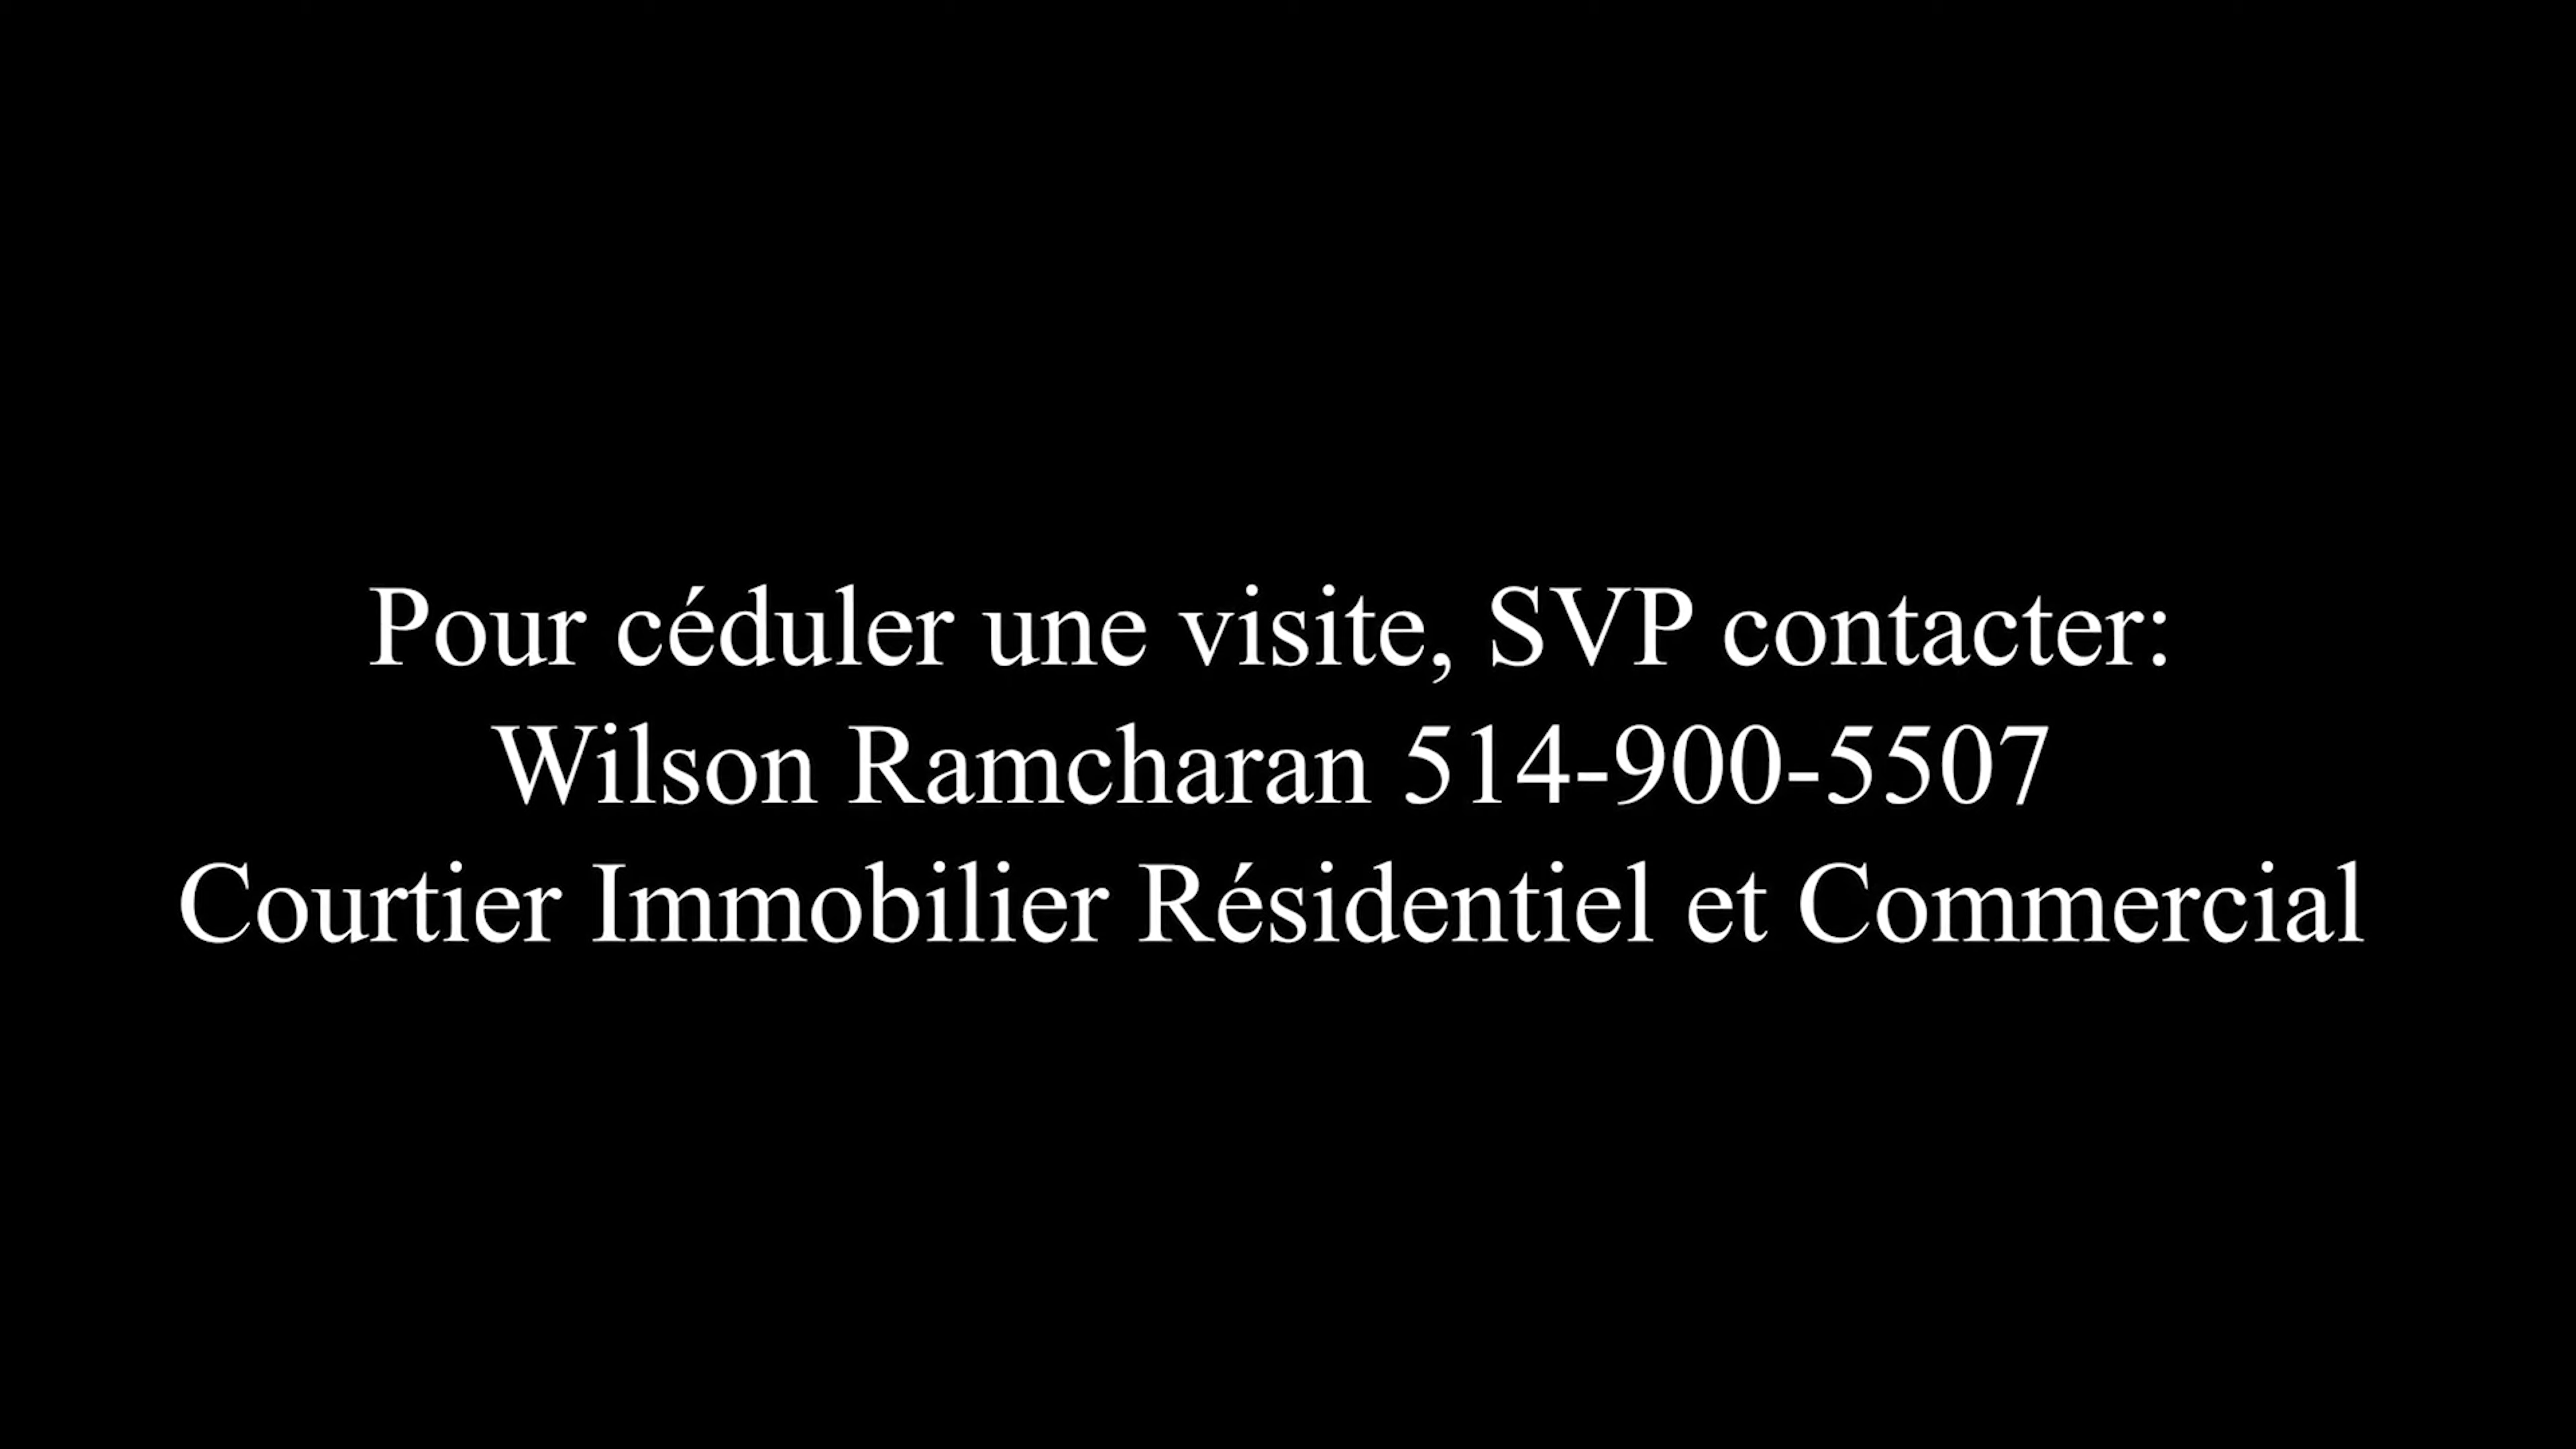 Pour céduler une visite, SVP contacter:
Wilson Ramcharan 514-900-5507
Courtier Immobilier Résidentiel et Commercial